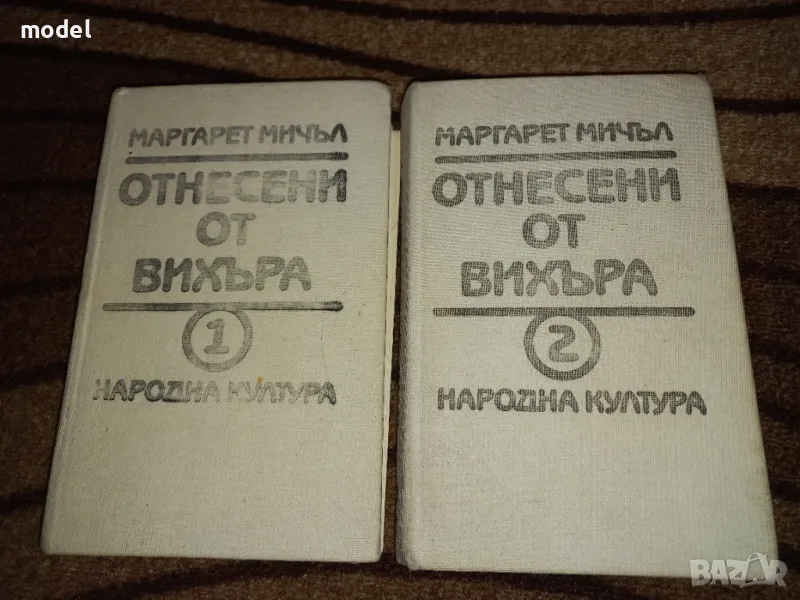 model
МАРГАРЕТ МИЧЪЛ
ОТНЕСЕНИ
ОТ
ВИХЪРА
1
НАРОДНА КУЛТУРА
МАРГАРЕТ МИЧЪЛ
ОТНЕСЕНИ
ОТ
ВИХЪРА
2
НАРОДНА КУЛТУРА
BAZAR